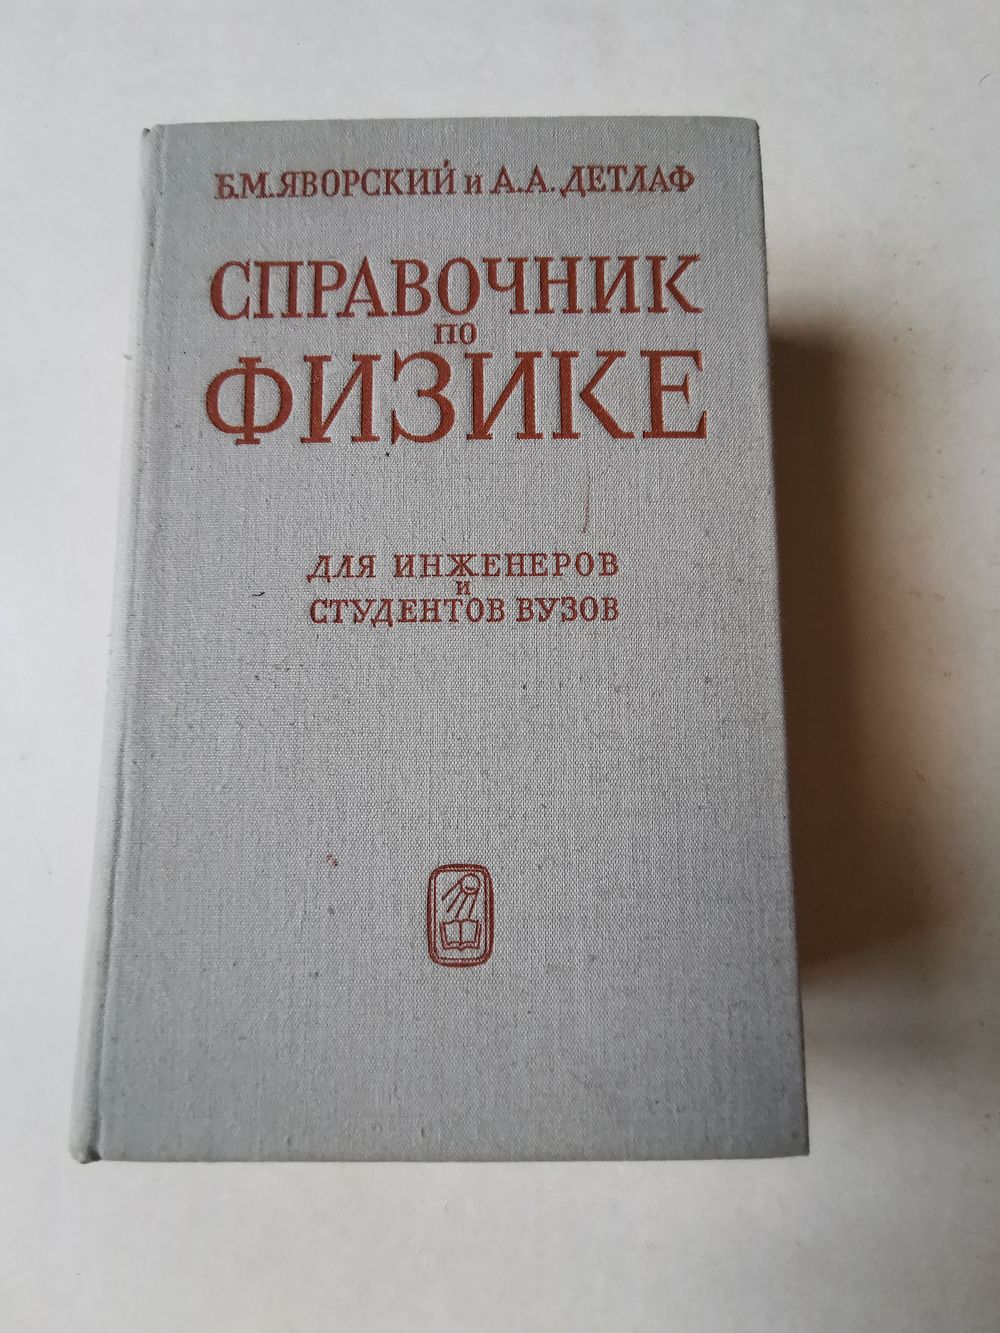 Б.М.ЯВОРСКИЙ и А.А.ДЕТЛАФ
СПРАВОЧНИК
ПО
ФИЗИКЕ
ДЛЯ ИНЖЕНЕРОВ
И
СТУДЕНТОВ ВУЗОВ